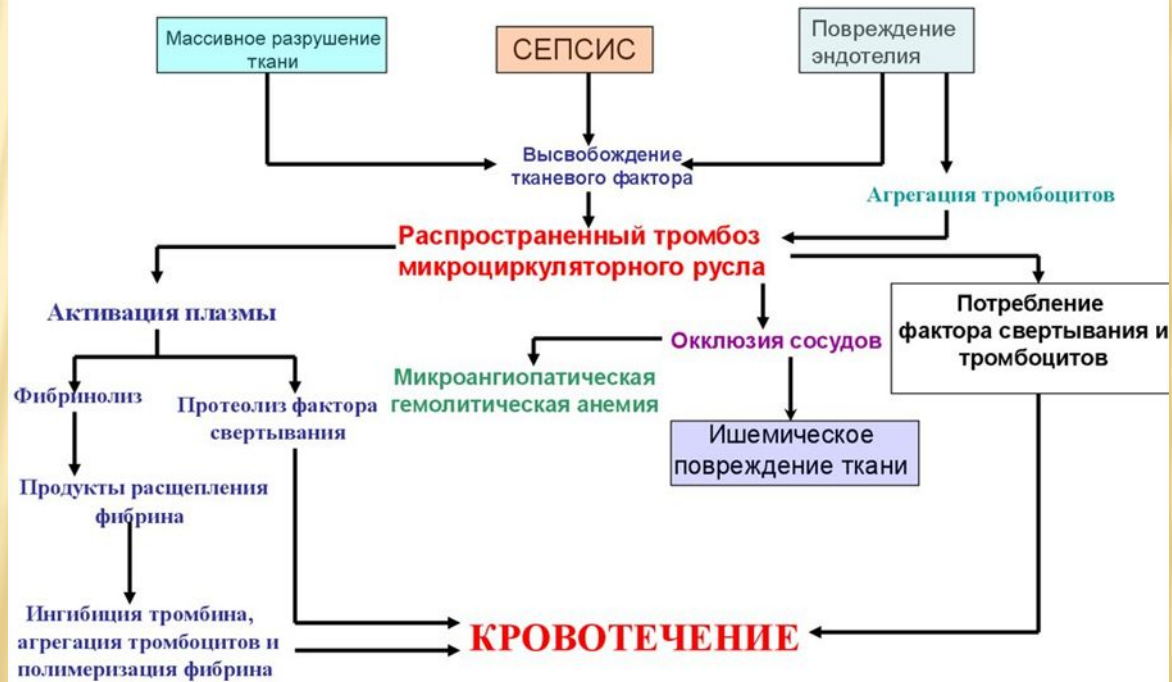 Массивное разрушение
ткани
СЕПСИС
Повреждение
эндотелия
Высвобождение
тканевого фактора
Агрегация тромбоцитов
Распространенный тромбоз
микроциркуляторного русла
Активация плазмы
Потребление
фактора свертывания и
тромбоцитов
Окклюзия сосудов
Микроангиопатическая
гемолитическая анемия
Фибринолиз
Протеолиз фактора
свертывания
Ишемическое
повреждение ткани
Продукты расщепления
фибрина
Ингибиция тромбина,
агрегация тромбоцитов и
полимеризация фибрина
КРОВОТЕЧЕНИЕ